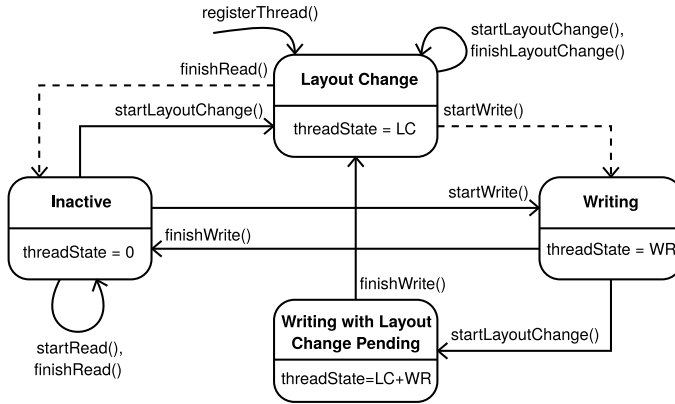 registerThread()
startLayoutChange(),
finishLayoutChange()
finishRead()
Layout Change
startLayoutChange()
startWrite()
threadState = LC
Inactive
startWrite()
Writing
threadState = 0
finishWrite()
threadState = WR
finishWrite()
Writing with Layout
Change Pending
startLayoutChange()
startRead(),
finishRead()
threadState=LC+WR